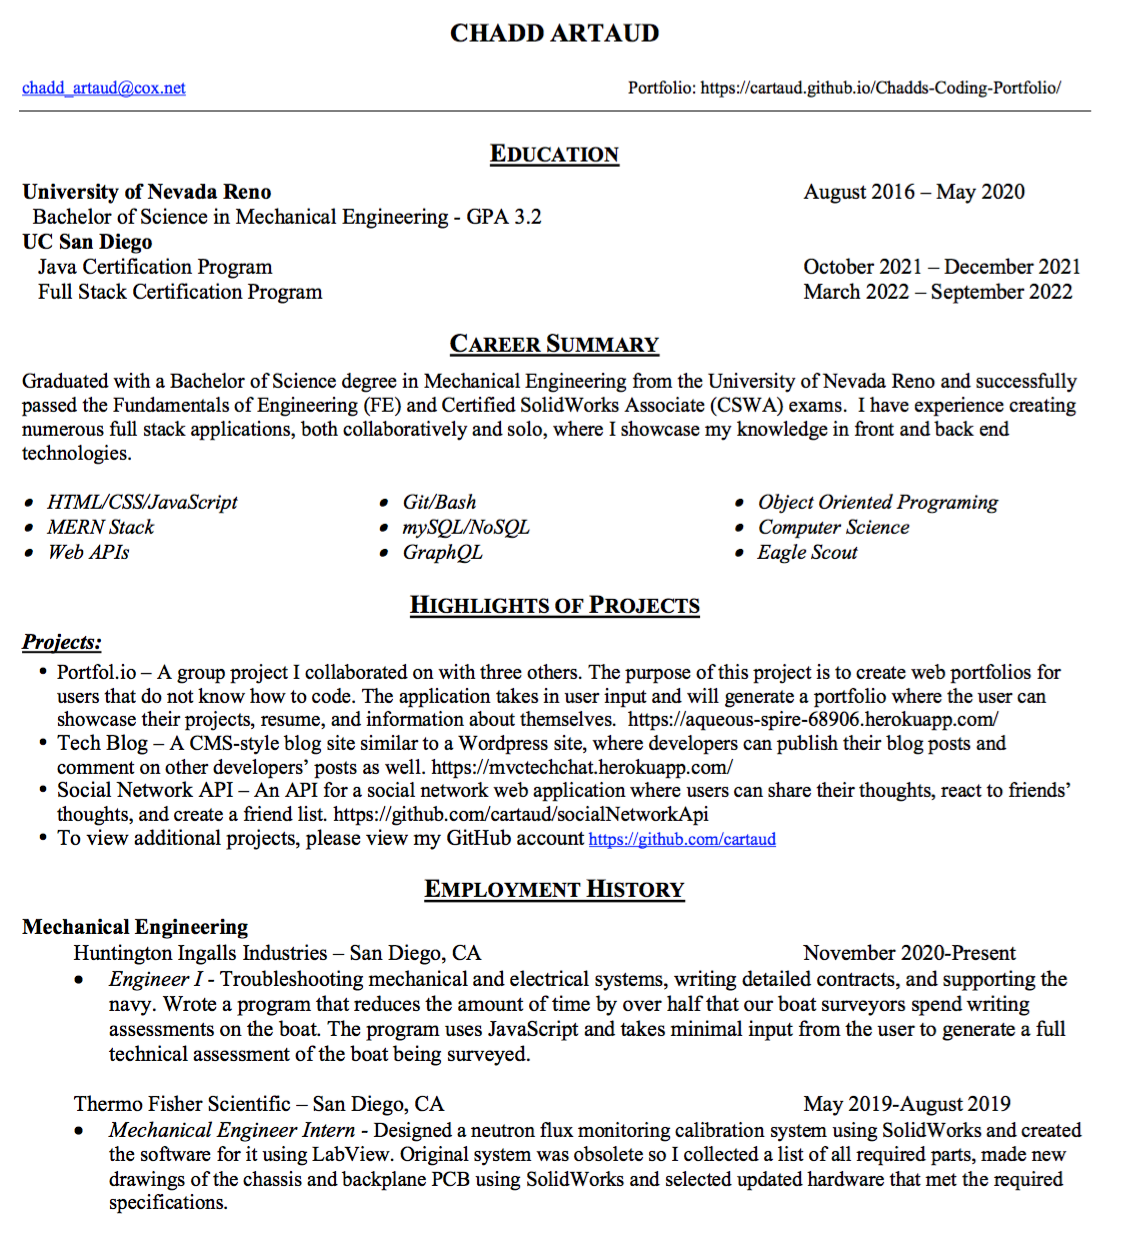 CHADD ARTAUD
chadd_artaud@cox.net Portfolio: https://cartaud.github.io/Chadds-Coding-Portfolio/
EDUCATION
University of Nevada Reno August 2016 – May 2020
Bachelor of Science in Mechanical Engineering - GPA 3.2
UC San Diego
Java Certification Program October 2021 – December 2021
Full Stack Certification Program March 2022 – September 2022
CAREER SUMMARY
Graduated with a Bachelor of Science degree in Mechanical Engineering from the University of Nevada Reno and successfully
passed the Fundamentals of Engineering (FE) and Certified SolidWorks Associate (CSWA) exams. I have experience creating
numerous full stack applications, both collaboratively and solo, where I showcase my knowledge in front and back end
technologies.
• HTML/CSS/JavaScript • Git/Bash • Object Oriented Programing
• MERN Stack • mySQL/NoSQL • Computer Science
• Web APIs • GraphQL • Eagle Scout
HIGHLIGHTS OF PROJECTS
Projects:
• Portfol.io – A group project I collaborated on with three others. The purpose of this project is to create web portfolios for
users that do not know how to code. The application takes in user input and will generate a portfolio where the user can
showcase their projects, resume, and information about themselves. https://aqueous-spire-68906.herokuapp.com/
• Tech Blog – A CMS-style blog site similar to a Wordpress site, where developers can publish their blog posts and
comment on other developers’ posts as well. https://mvctechchat.herokuapp.com/
• Social Network API – An API for a social network web application where users can share their thoughts, react to friends’
thoughts, and create a friend list. https://github.com/cartaud/socialNetworkApi
• To view additional projects, please view my GitHub account https://github.com/cartaud
EMPLOYMENT HISTORY
Mechanical Engineering
Huntington Ingalls Industries – San Diego, CA November 2020-Present
• Engineer I - Troubleshooting mechanical and electrical systems, writing detailed contracts, and supporting the
navy. Wrote a program that reduces the amount of time by over half that our boat surveyors spend writing
assessments on the boat. The program uses JavaScript and takes minimal input from the user to generate a full
technical assessment of the boat being surveyed.
Thermo Fisher Scientific – San Diego, CA May 2019-August 2019
• Mechanical Engineer Intern - Designed a neutron flux monitoring calibration system using SolidWorks and created
the software for it using LabView. Original system was obsolete so I collected a list of all required parts, made new
drawings of the chassis and backplane PCB using SolidWorks and selected updated hardware that met the required
specifications.